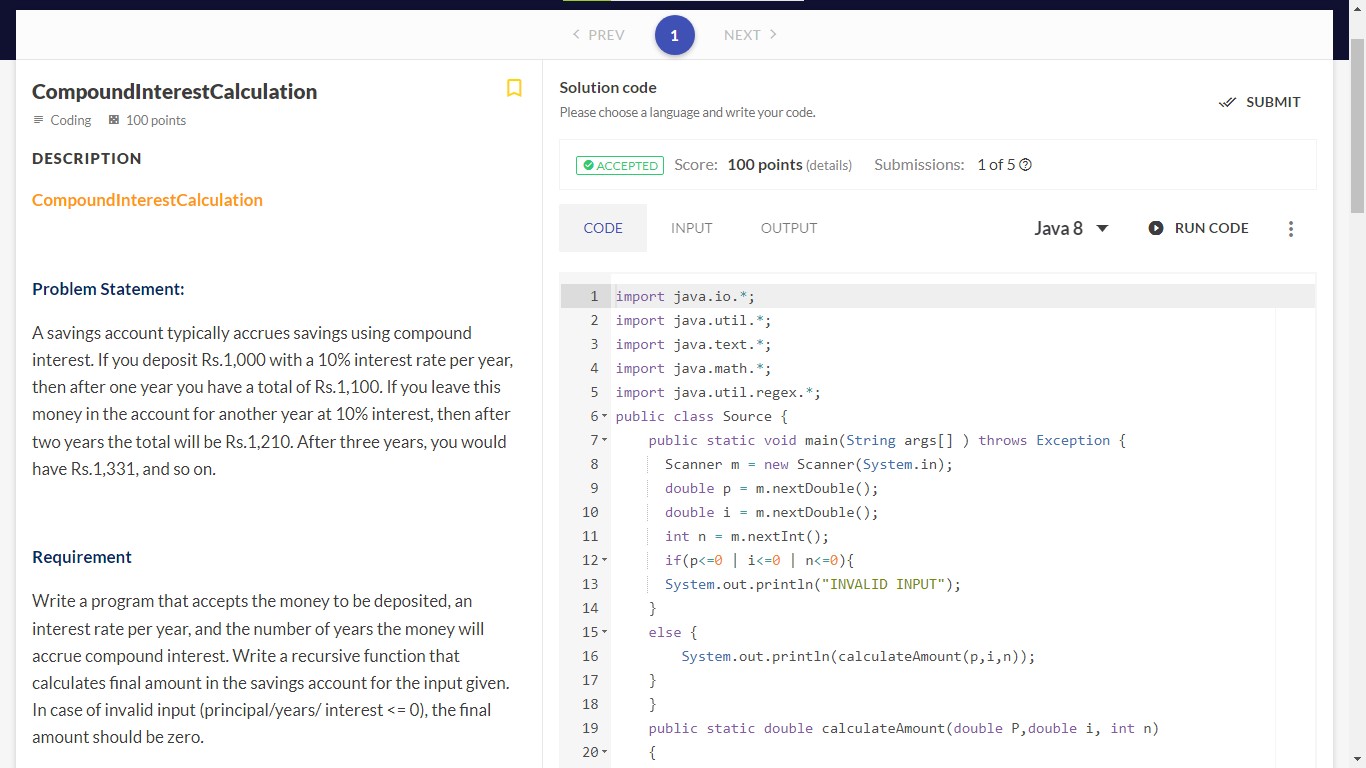 PREV
1
NEXT
CompoundInterestCalculation
Coding
100 points
DESCRIPTION
CompoundInterestCalculation
Problem Statement:
A savings account typically accrues savings using compound
interest. If you deposit Rs.1,000 with a 10% interest rate per year,
then after one year you have a total of Rs.1,100. If you leave this
money in the account for another year at 10% interest, then after
two years the total will be Rs.1,210. After three years, you would
have Rs.1,331, and so on.
Requirement
Write a program that accepts the money to be deposited, an
interest rate per year, and the number of years the money will
accrue compound interest. Write a recursive function that
calculates final amount in the savings account for the input given.
In case of invalid input (principal/years/ interest <= 0), the final
amount should be zero.
Solution code
Please choose a language and write your code.
SUBMIT
ACCEPTED Score: 100 points (details) Submissions: 1 of 5
CODE
INPUT
OUTPUT
Java 8
RUN CODE
1 import java.io.*;
2 import java.util.*;
3 import java.text.*;
4 import java.math.*;
5 import java.util.regex.*;
6 public class Source {
7 public static void main(String args[] ) throws Exception {
8 Scanner m = new Scanner(System.in);
9 double p = m.nextDouble();
10 double i = m.nextDouble();
11 int n = m.nextInt();
12 if(p<=0 | i<=0 | n<=0){
13 System.out.println("INVALID INPUT");
14 }
15 else {
16 System.out.println(calculateAmount(p,i,n));
17 }
18 }
19 public static double calculateAmount(double P,double i, int n)
20 {